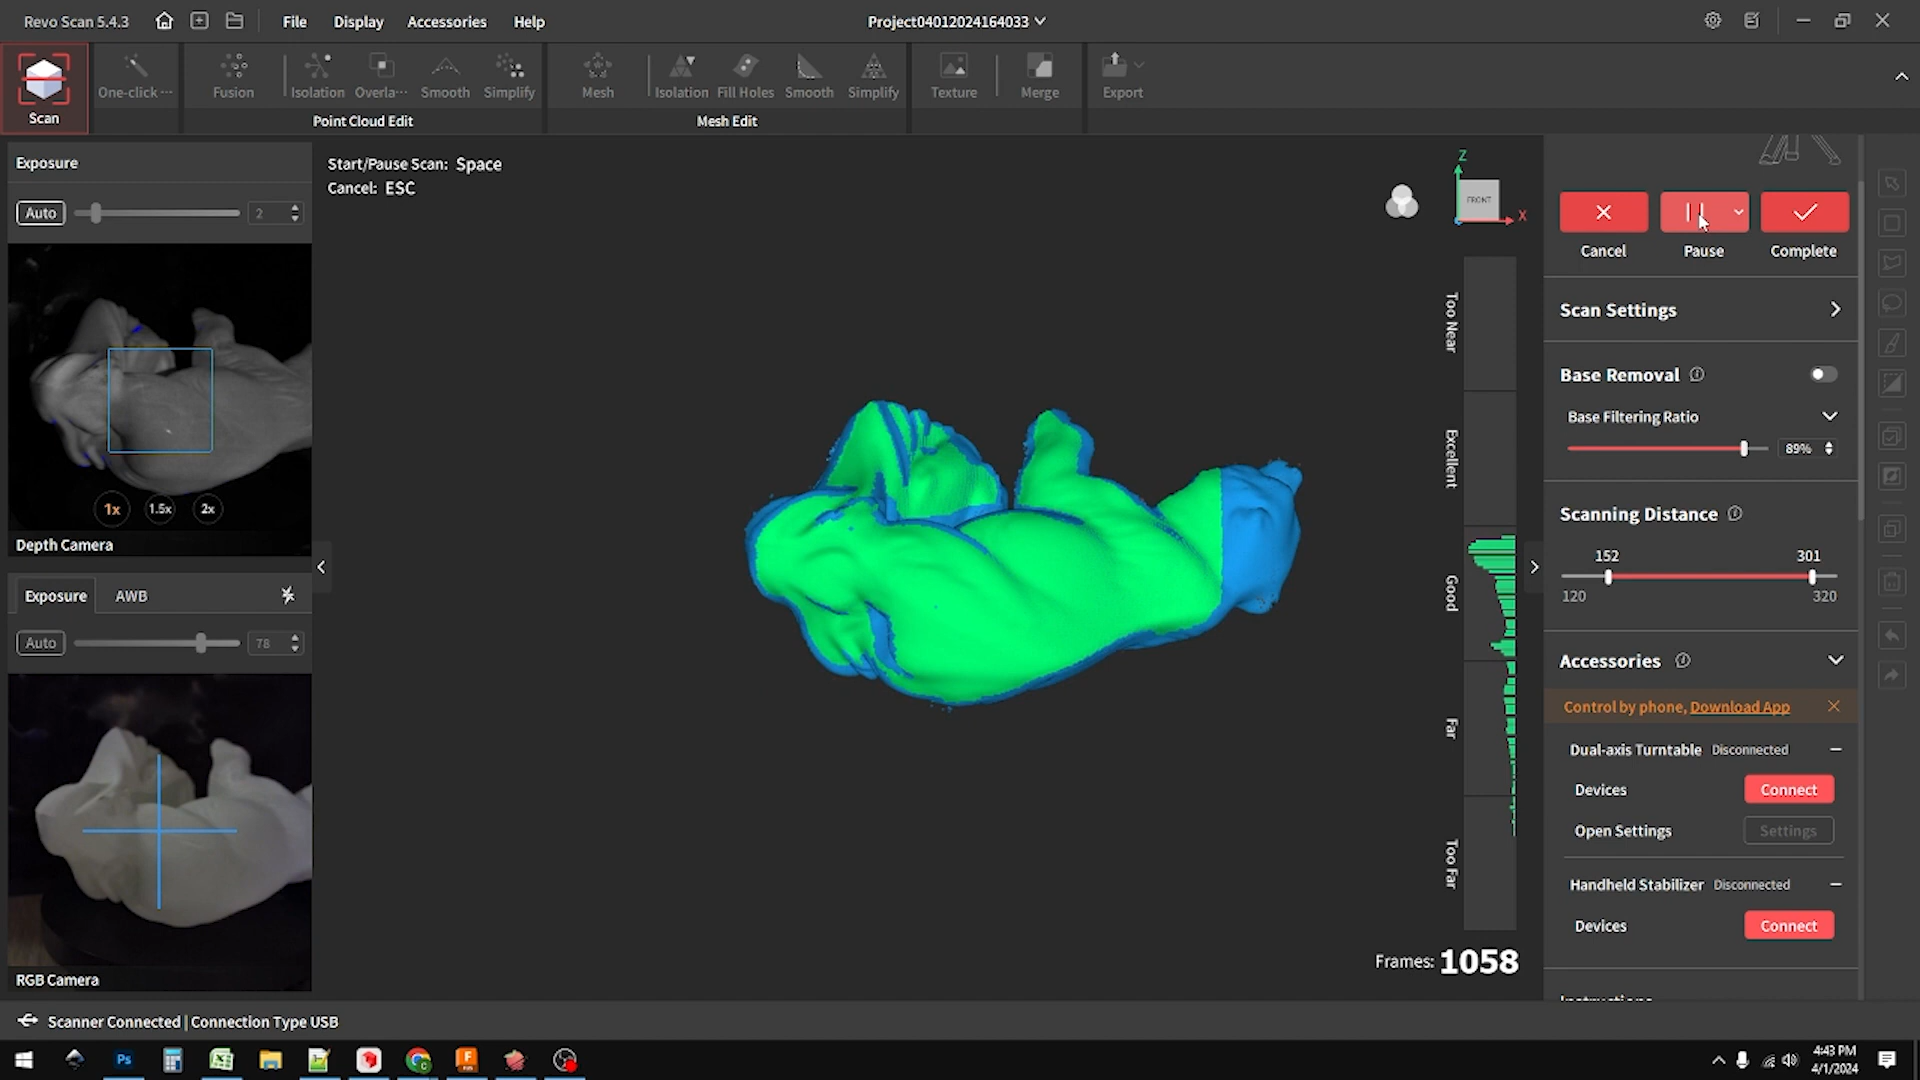 Revo Scan 5.4.3
File
Display
Accessories
Help
Project04012024164033
Scan
One-click ···
Fusion
Isolation
Overla···
Smooth
Simplify
Point Cloud Edit
Mesh
Isolation
Fill Holes
Smooth
Simplify
Mesh Edit
Texture
Merge
Export
Exposure
Auto
2
1x
1.5x
2x
Depth Camera
Exposure
AWB
Auto
78
RGB Camera
Start/Pause Scan: Space
Cancel: ESC
Z
FRONT
X
Too Near
Excellent
Good
Far
Too Far
Frames: 1058
Cancel
Pause
Complete
Scan Settings
Base Removal
Base Filtering Ratio
89%
Scanning Distance
152
301
120
320
Accessories
Control by phone, Download App
Dual-axis Turntable Disconnected
Devices
Connect
Open Settings
Settings
Handheld Stabilizer Disconnected
Devices
Connect
Scanner Connected | Connection Type USB
Ps
F
4:43 PM
4/1/2024